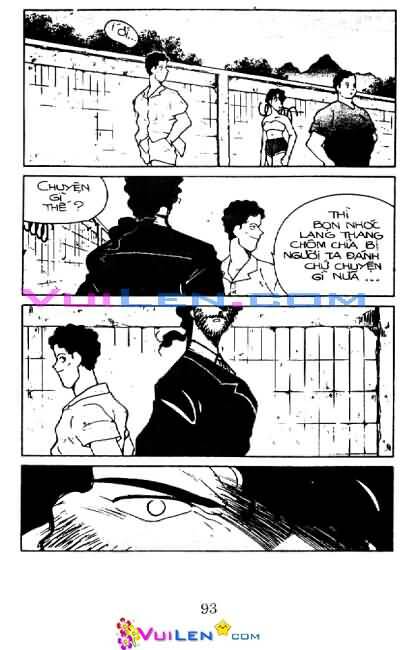 CHUYỆN
GÌ
THẾ?
THÌ
BỌN NHÓC
LANG THANG
CHÔM CHỈA BỊ
NGƯỜI TA ĐÁNH
CHỨ CHUYỆN
GÌ NỮA...
VUILEN.COM
93
VUILEN.COM